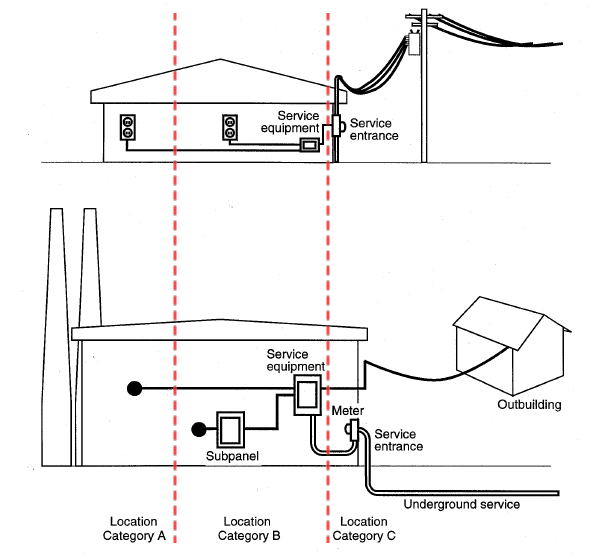 Service
equipment
Service
entrance
Service
equipment
Meter
Outbuilding
Service
entrance
Subpanel
Underground service
Location
Category A
Location
Category B
Location
Category C